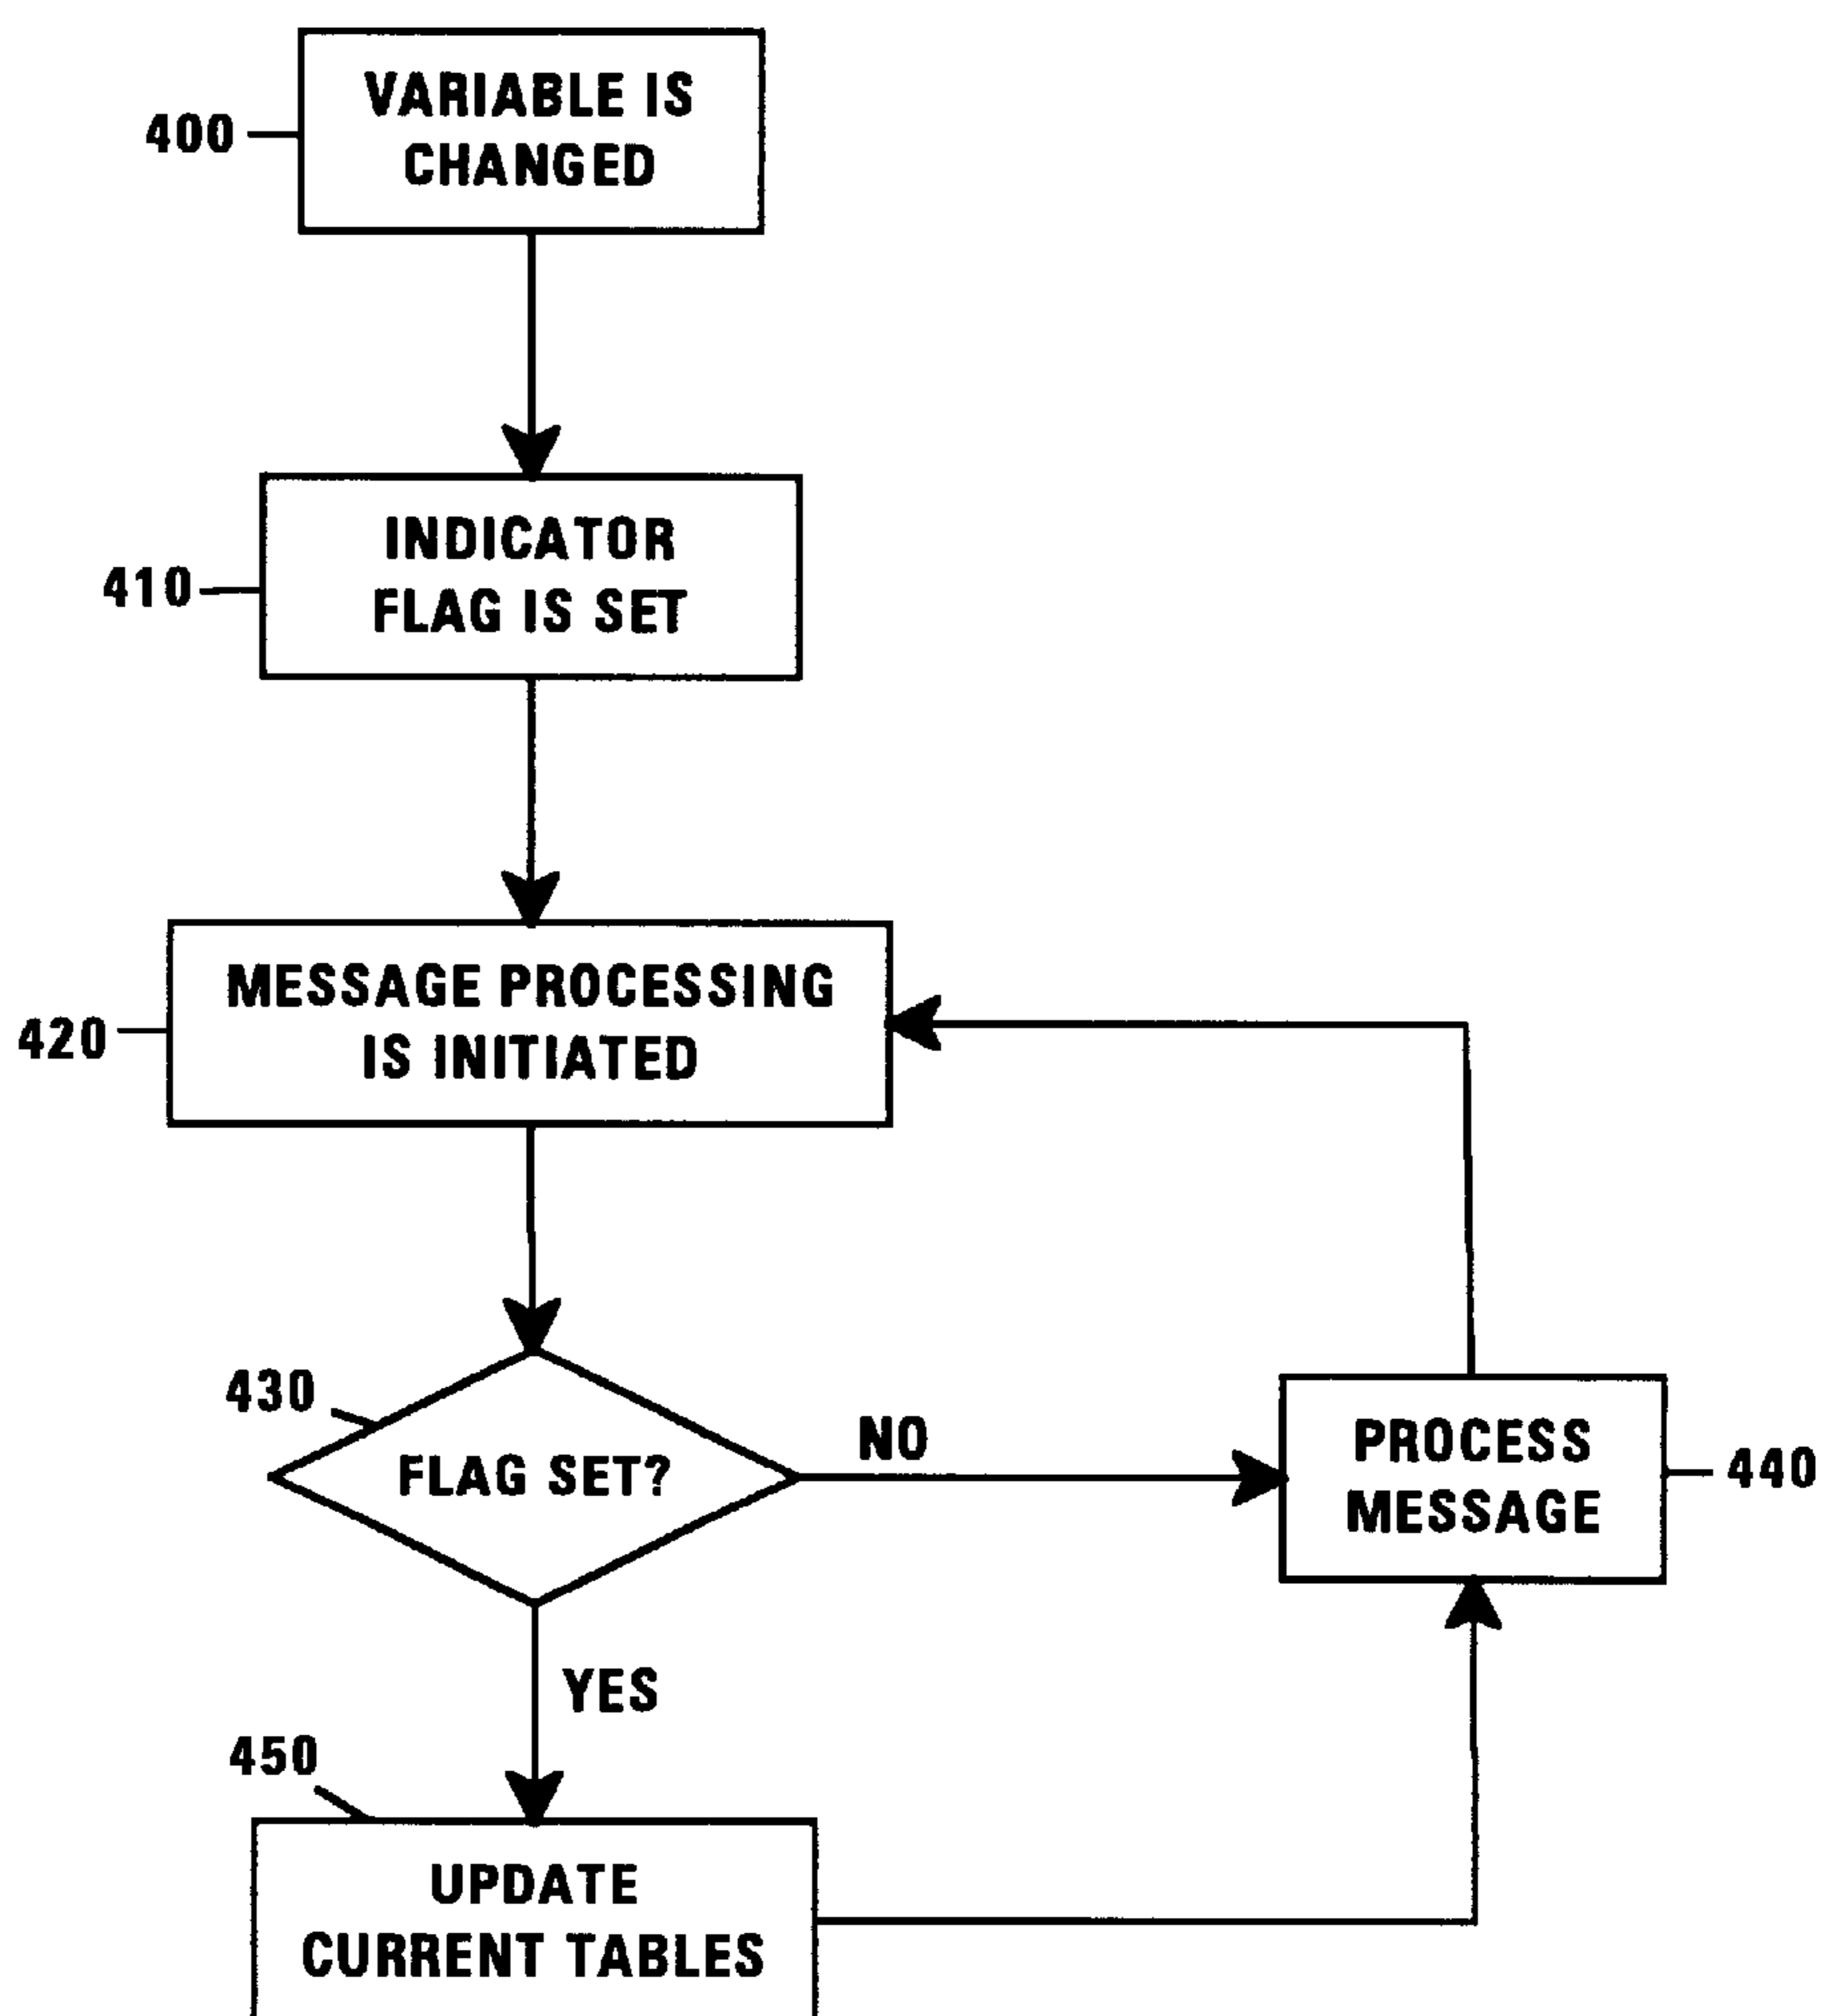 400
VARIABLE IS
CHANGED
410
INDICATOR
FLAG IS SET
420
MESSAGE PROCESSING
IS INITIATED
430
FLAG SET?
NO
PROCESS
MESSAGE
440
YES
450
UPDATE
CURRENT TABLES